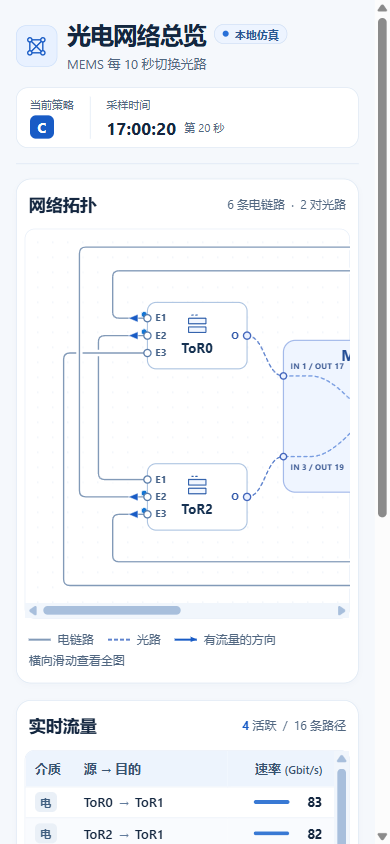 光电网络总览 本地仿真
MEMS 每 10 秒切换光路
当前策略 采样时间
C 17:00:20 第 20 秒
网络拓扑 6 条电链路 · 2 对光路
E1
E2
E3
ToR0
O
M
IN 1 / OUT 17
IN 3 / OUT 19
E1
E2
E3
ToR2
O
电链路 光路 有流量的方向
横向滑动查看全图
实时流量 4 活跃 / 16 条路径
介质 源 → 目的 速率 (Gbit/s)
电 ToR0 → ToR1 83
电 ToR2 → ToR1 82